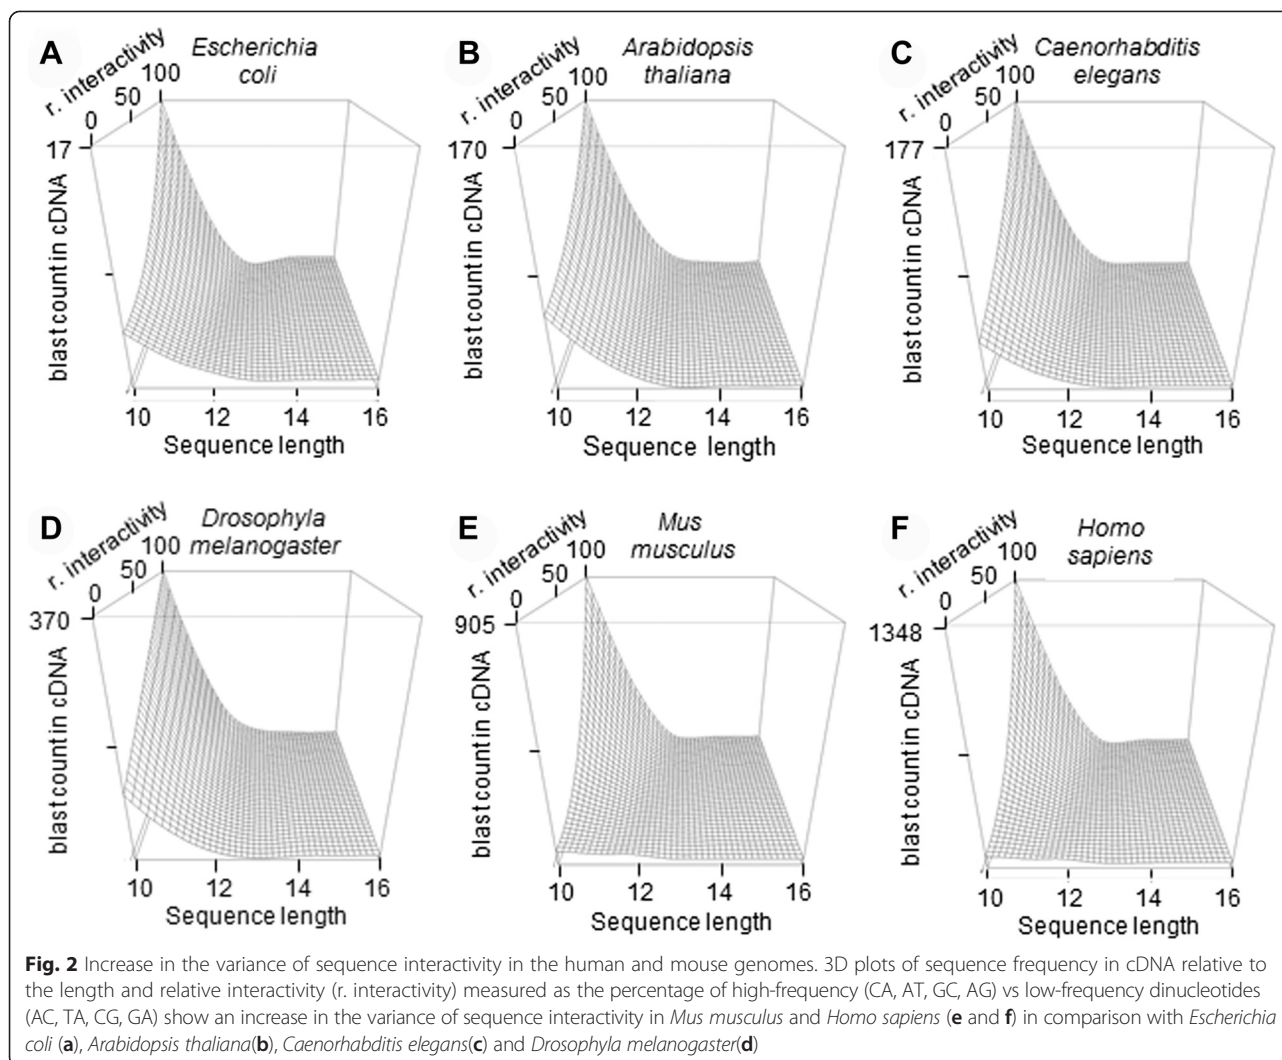 A
Escherichia
coli
r. interactivity
100
50
0
17
blast count in cDNA
10
12
14
16
Sequence length
B
Arabidopsis
thaliana
r. interactivity
100
50
0
170
blast count in cDNA
10
12
14
16
Sequence length
C
Caenorhabditis
elegans
r. interactivity
100
50
0
177
blast count in cDNA
10
12
14
16
Sequence length
D
Drosophyla
melanogaster
r. interactivity
100
50
0
370
blast count in cDNA
10
12
14
16
Sequence length
E
Mus
musculus
r. interactivity
100
50
0
905
blast count in cDNA
10
12
14
16
Sequence length
F
Homo
sapiens
r. interactivity
100
50
0
1348
blast count in cDNA
10
12
14
16
Sequence length
Fig. 2 Increase in the variance of sequence interactivity in the human and mouse genomes. 3D plots of sequence frequency in cDNA relative to
the length and relative interactivity (r. interactivity) measured as the percentage of high-frequency (CA, AT, GC, AG) vs low-frequency dinucleotides
(AC, TA, CG, GA) show an increase in the variance of sequence interactivity in Mus musculus and Homo sapiens (e and f) in comparison with Escherichia
coli (a), Arabidopsis thaliana(b), Caenorhabditis elegans(c) and Drosophyla melanogaster(d)